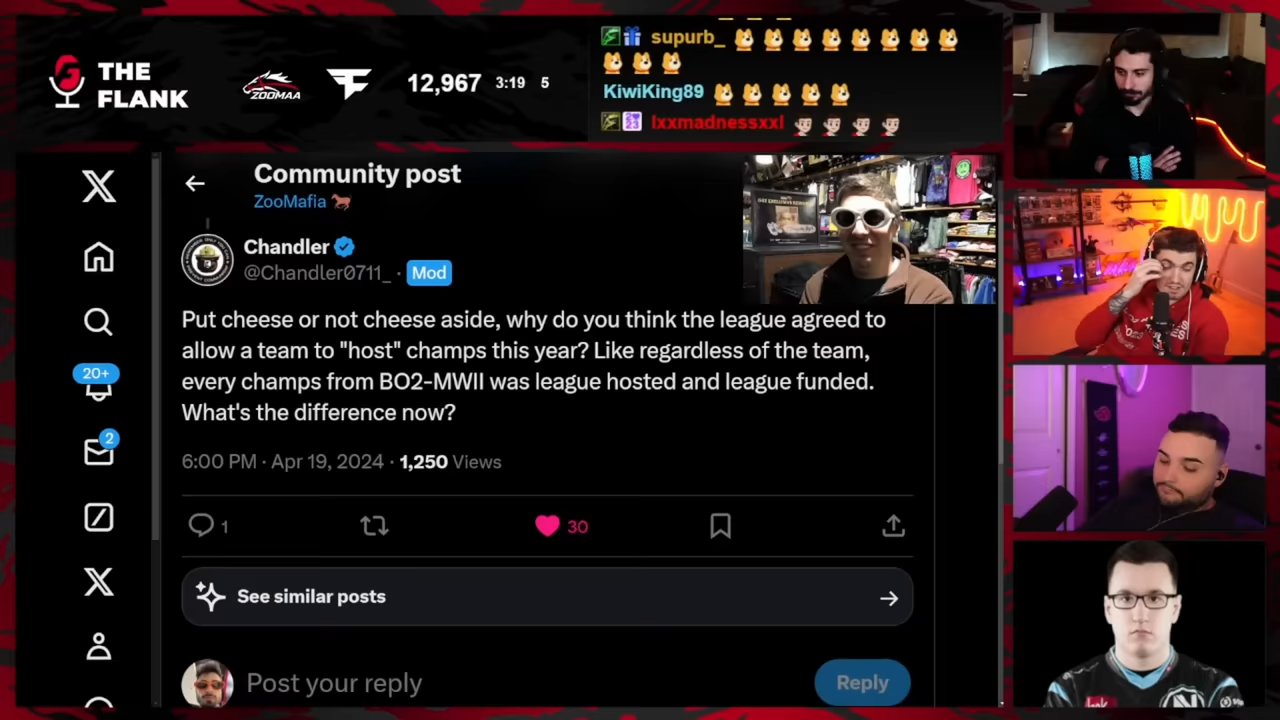 THE
FLANK
ZOOMAA
12,967 3:19 5
supurb_
KiwiKing89
lxxmadnessxxl
Community post
ZooMafia
Chandler
@Chandler0711_ · Mod
Put cheese or not cheese aside, why do you think the league agreed to
allow a team to "host" champs this year? Like regardless of the team,
every champs from BO2-MWII was league hosted and league funded.
What's the difference now?
6:00 PM · Apr 19, 2024 · 1,250 Views
1
30
See similar posts
Post your reply
Reply
20+
2